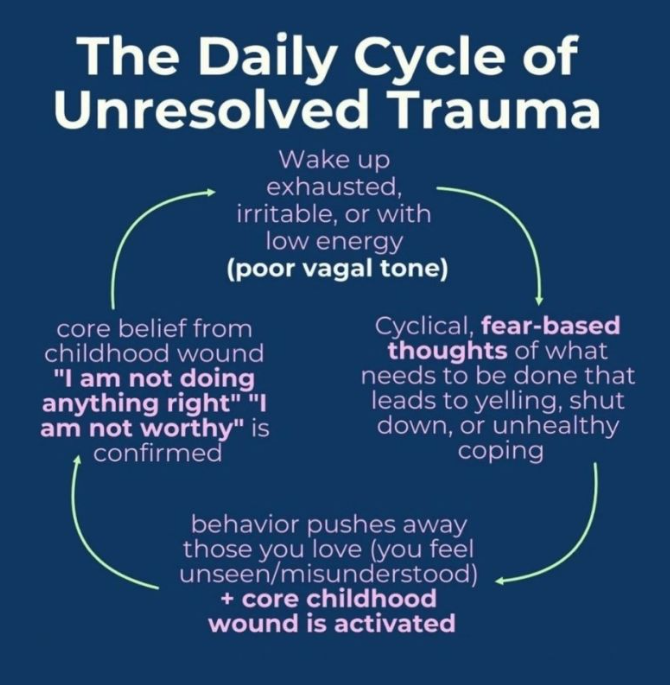 The Daily Cycle of
Unresolved Trauma
Wake up
exhausted,
irritable, or with
low energy
(poor vagal tone)
Cyclical, fear-based
thoughts of what
needs to be done that
leads to yelling, shut
down, or unhealthy
coping
behavior pushes away
those you love (you feel
unseen/misunderstood)
+ core childhood
wound is activated
core belief from
childhood wound
"I am not doing
anything right" "I
am not worthy" is
confirmed